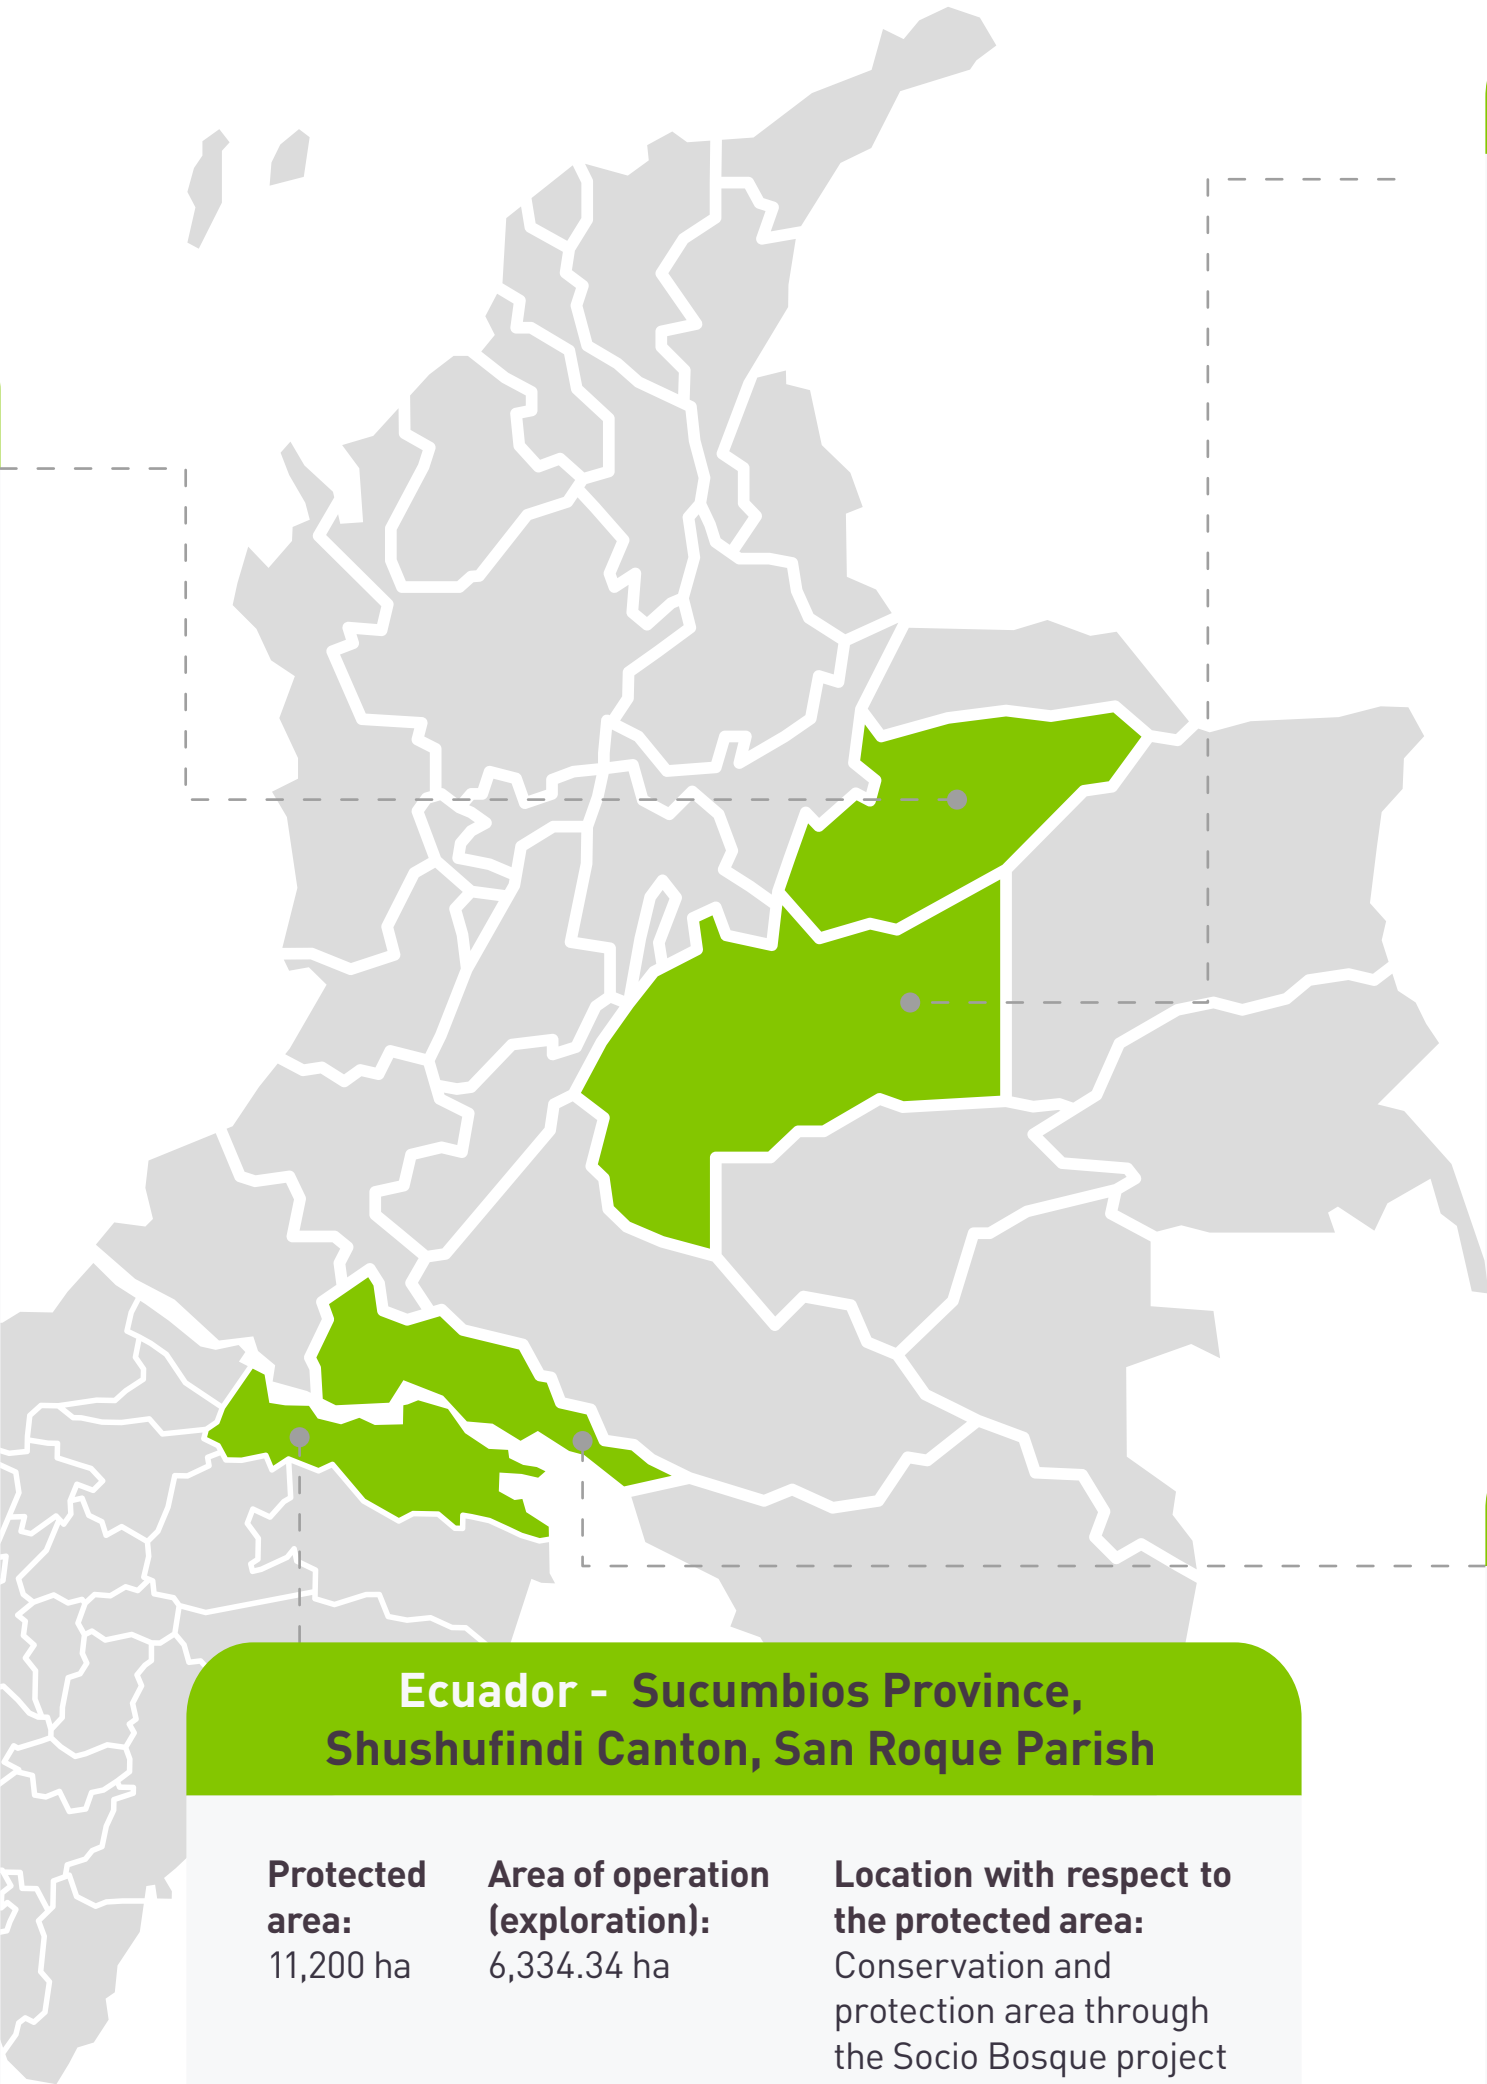 Ecuador - Sucumbios Province,
Shushufindi Canton, San Roque Parish
Protected
area:
11,200 ha
Area of operation
(exploration):
6,334.34 ha
Location with respect to
the protected area:
Conservation and
protection area through
the Socio Bosque project